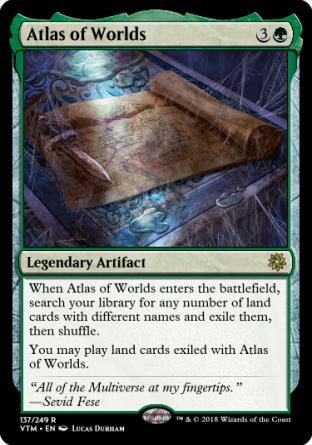 Atlas of Worlds 3
Legendary Artifact
When Atlas of Worlds enters the battlefield,
search your library for any number of land
cards with different names and exile them,
then shuffle.
You may play land cards exiled with Atlas
of Worlds.
“All of the Multiverse at my fingertips.”
—Sevid Fese
137/249 R
VTM • EN Lucas Durham ™ & © 2018 Wizards of the Coast